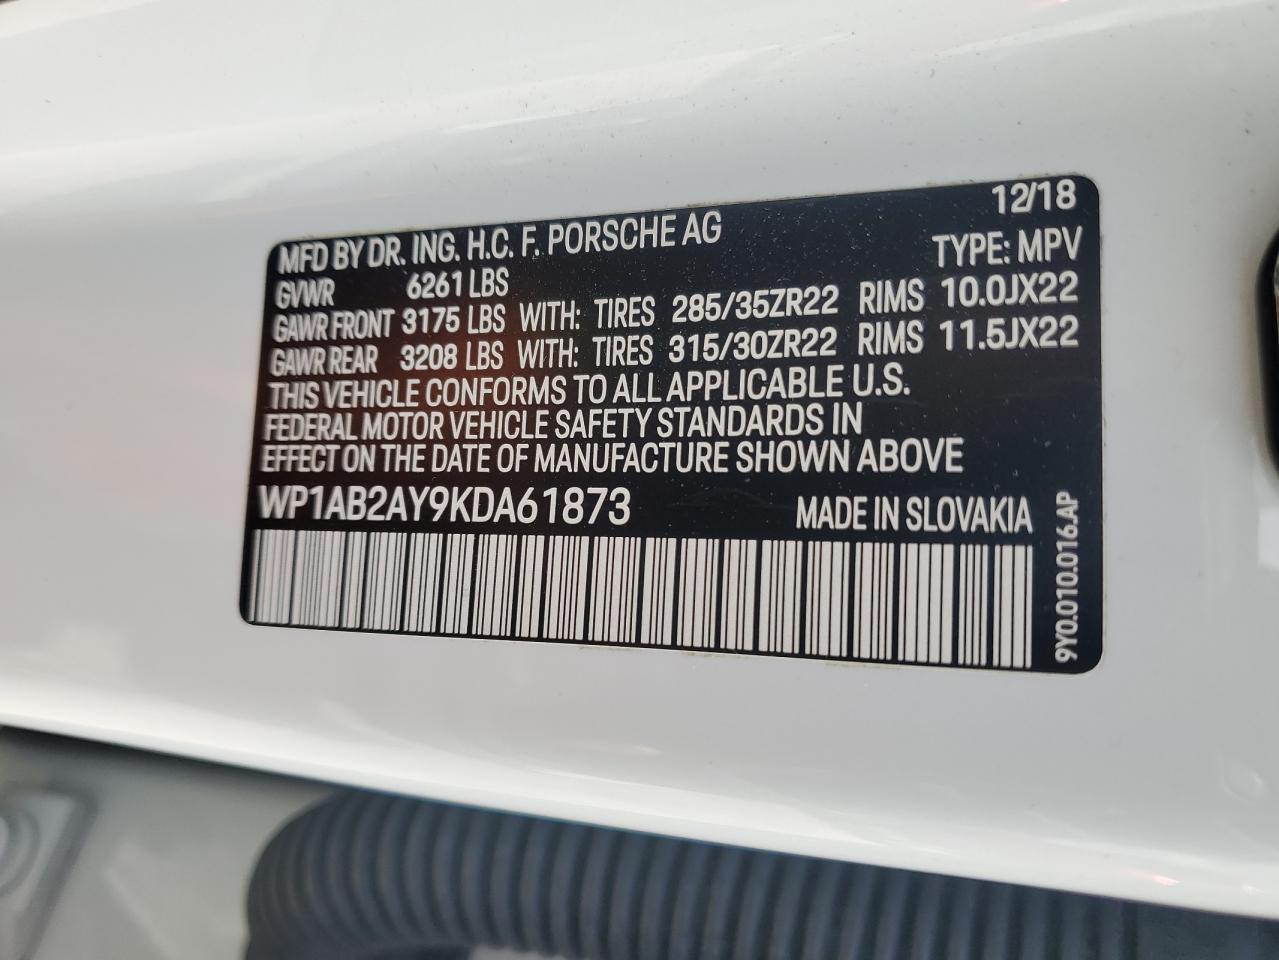 12/18
MFD BY DR. ING. H.C. F. PORSCHE AG TYPE: MPV
GVWR 6261 LBS
GAWR FRONT 3175 LBS WITH: TIRES 285/35ZR22 RIMS 10.0JX22
GAWR REAR 3208 LBS WITH: TIRES 315/30ZR22 RIMS 11.5JX22
THIS VEHICLE CONFORMS TO ALL APPLICABLE U.S.
FEDERAL MOTOR VEHICLE SAFETY STANDARDS IN
EFFECT ON THE DATE OF MANUFACTURE SHOWN ABOVE
WP1AB2AY9KDA61873 MADE IN SLOVAKIA
9Y0.010.016.AP